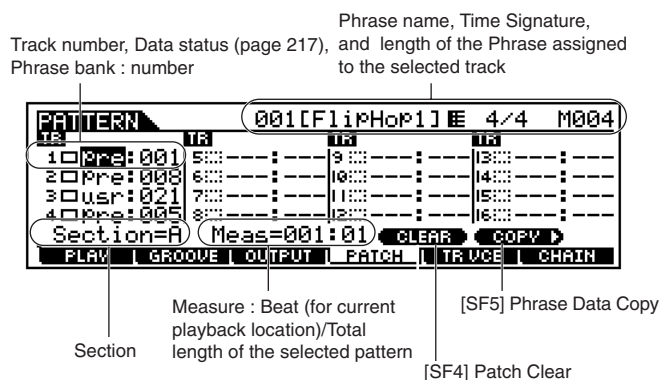 Phrase name, Time Signature,
and length of the Phrase assigned
to the selected track
Track number, Data status (page 217),
Phrase bank : number
PATTERN 001[FlipHop1] 4/4 M004
TR TR TR TR
1 pre:001 5 ---:--- 9 ---:--- 13 ---:---
2 pre:008 6 ---:--- 10 ---:--- 14 ---:---
3 usr:021 7 ---:--- 11 ---:--- 15 ---:---
4 pre:005 8 ---:--- 12 ---:--- 16 ---:---
Section=A Meas=001:01 CLEAR COPY
PLAY GROOVE OUTPUT PATCH TR VCE CHAIN
Section
Measure : Beat (for current
playback location)/Total
length of the selected pattern
[SF5] Phrase Data Copy
[SF4] Patch Clear